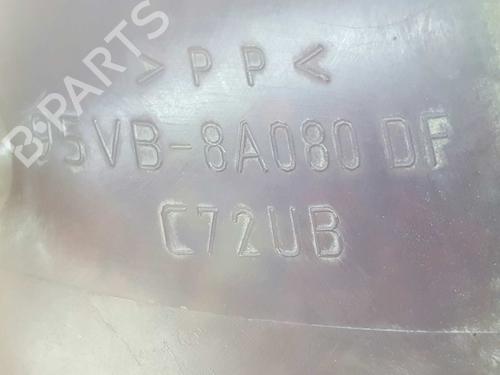 B-PARTS
>PP<
95VB-8A080 DF
C72UB